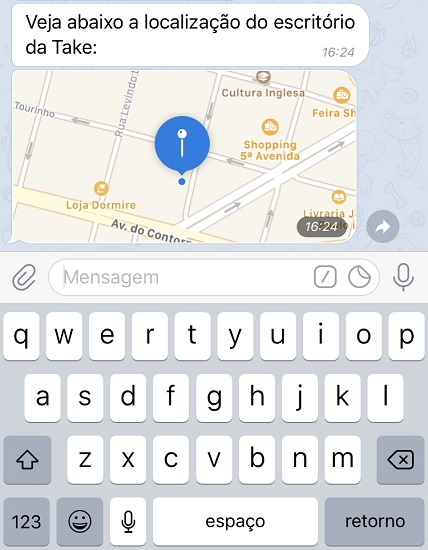 Veja abaixo a localização do escritório
da Take:
16:24
Cultura Inglesa
Tourinho
Rua Levindo L
Feira Sh
Shopping
5ª Avenida
Loja Dormire
Livraria J
Av. do Contorn
16:24
Mensagem
q w e r t y u i o p
a s d f g h j k l
z x c v b n m
123
espaço
retorno